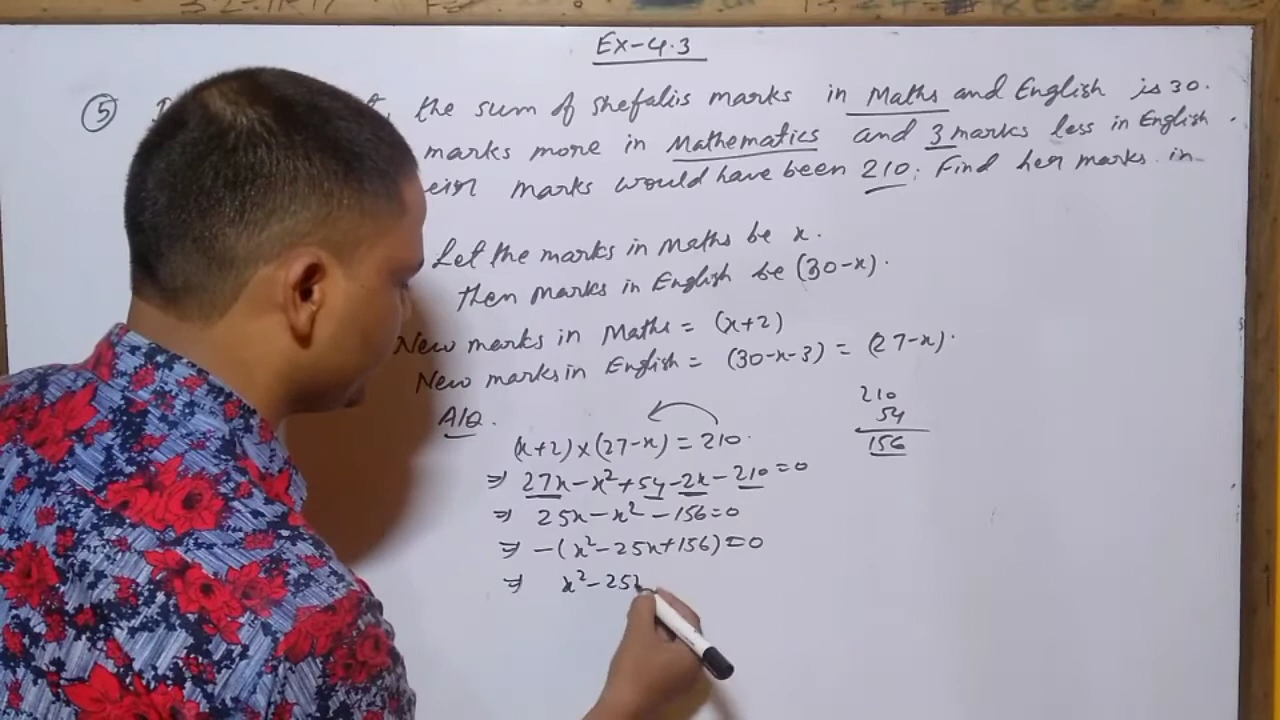 Ex-4.3
⑤ the sum of shefalis marks in Maths and English is 30.
marks more in Mathematics and 3 marks less in English.
marks would have been 210; Find her marks in
Let the marks in Maths be x.
then marks in English be (30-x).
New marks in Maths = (x+2)
New marks in English = (30-x-3) = (27-x).
A/Q.
(x+2)×(27-x) = 210.
⇒ 27x-x²+54-2x-210=0
⇒ 25x-x²-156=0
⇒ -(x²-25x+156)=0
⇒ x²-25x
210
54
156